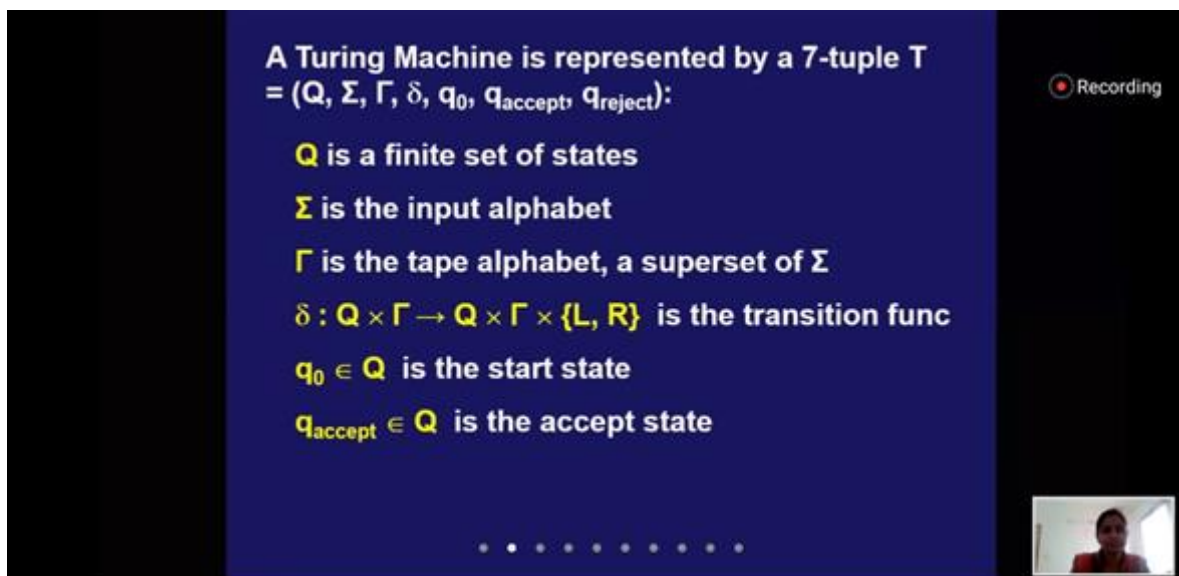 A Turing Machine is represented by a 7-tuple T
= (Q, Σ, Γ, δ, q₀, qaccept, qreject):
Recording
Q is a finite set of states
Σ is the input alphabet
Γ is the tape alphabet, a superset of Σ
δ : Q × Γ → Q × Γ × {L, R} is the transition func
q₀ ∈ Q is the start state
qaccept ∈ Q is the accept state